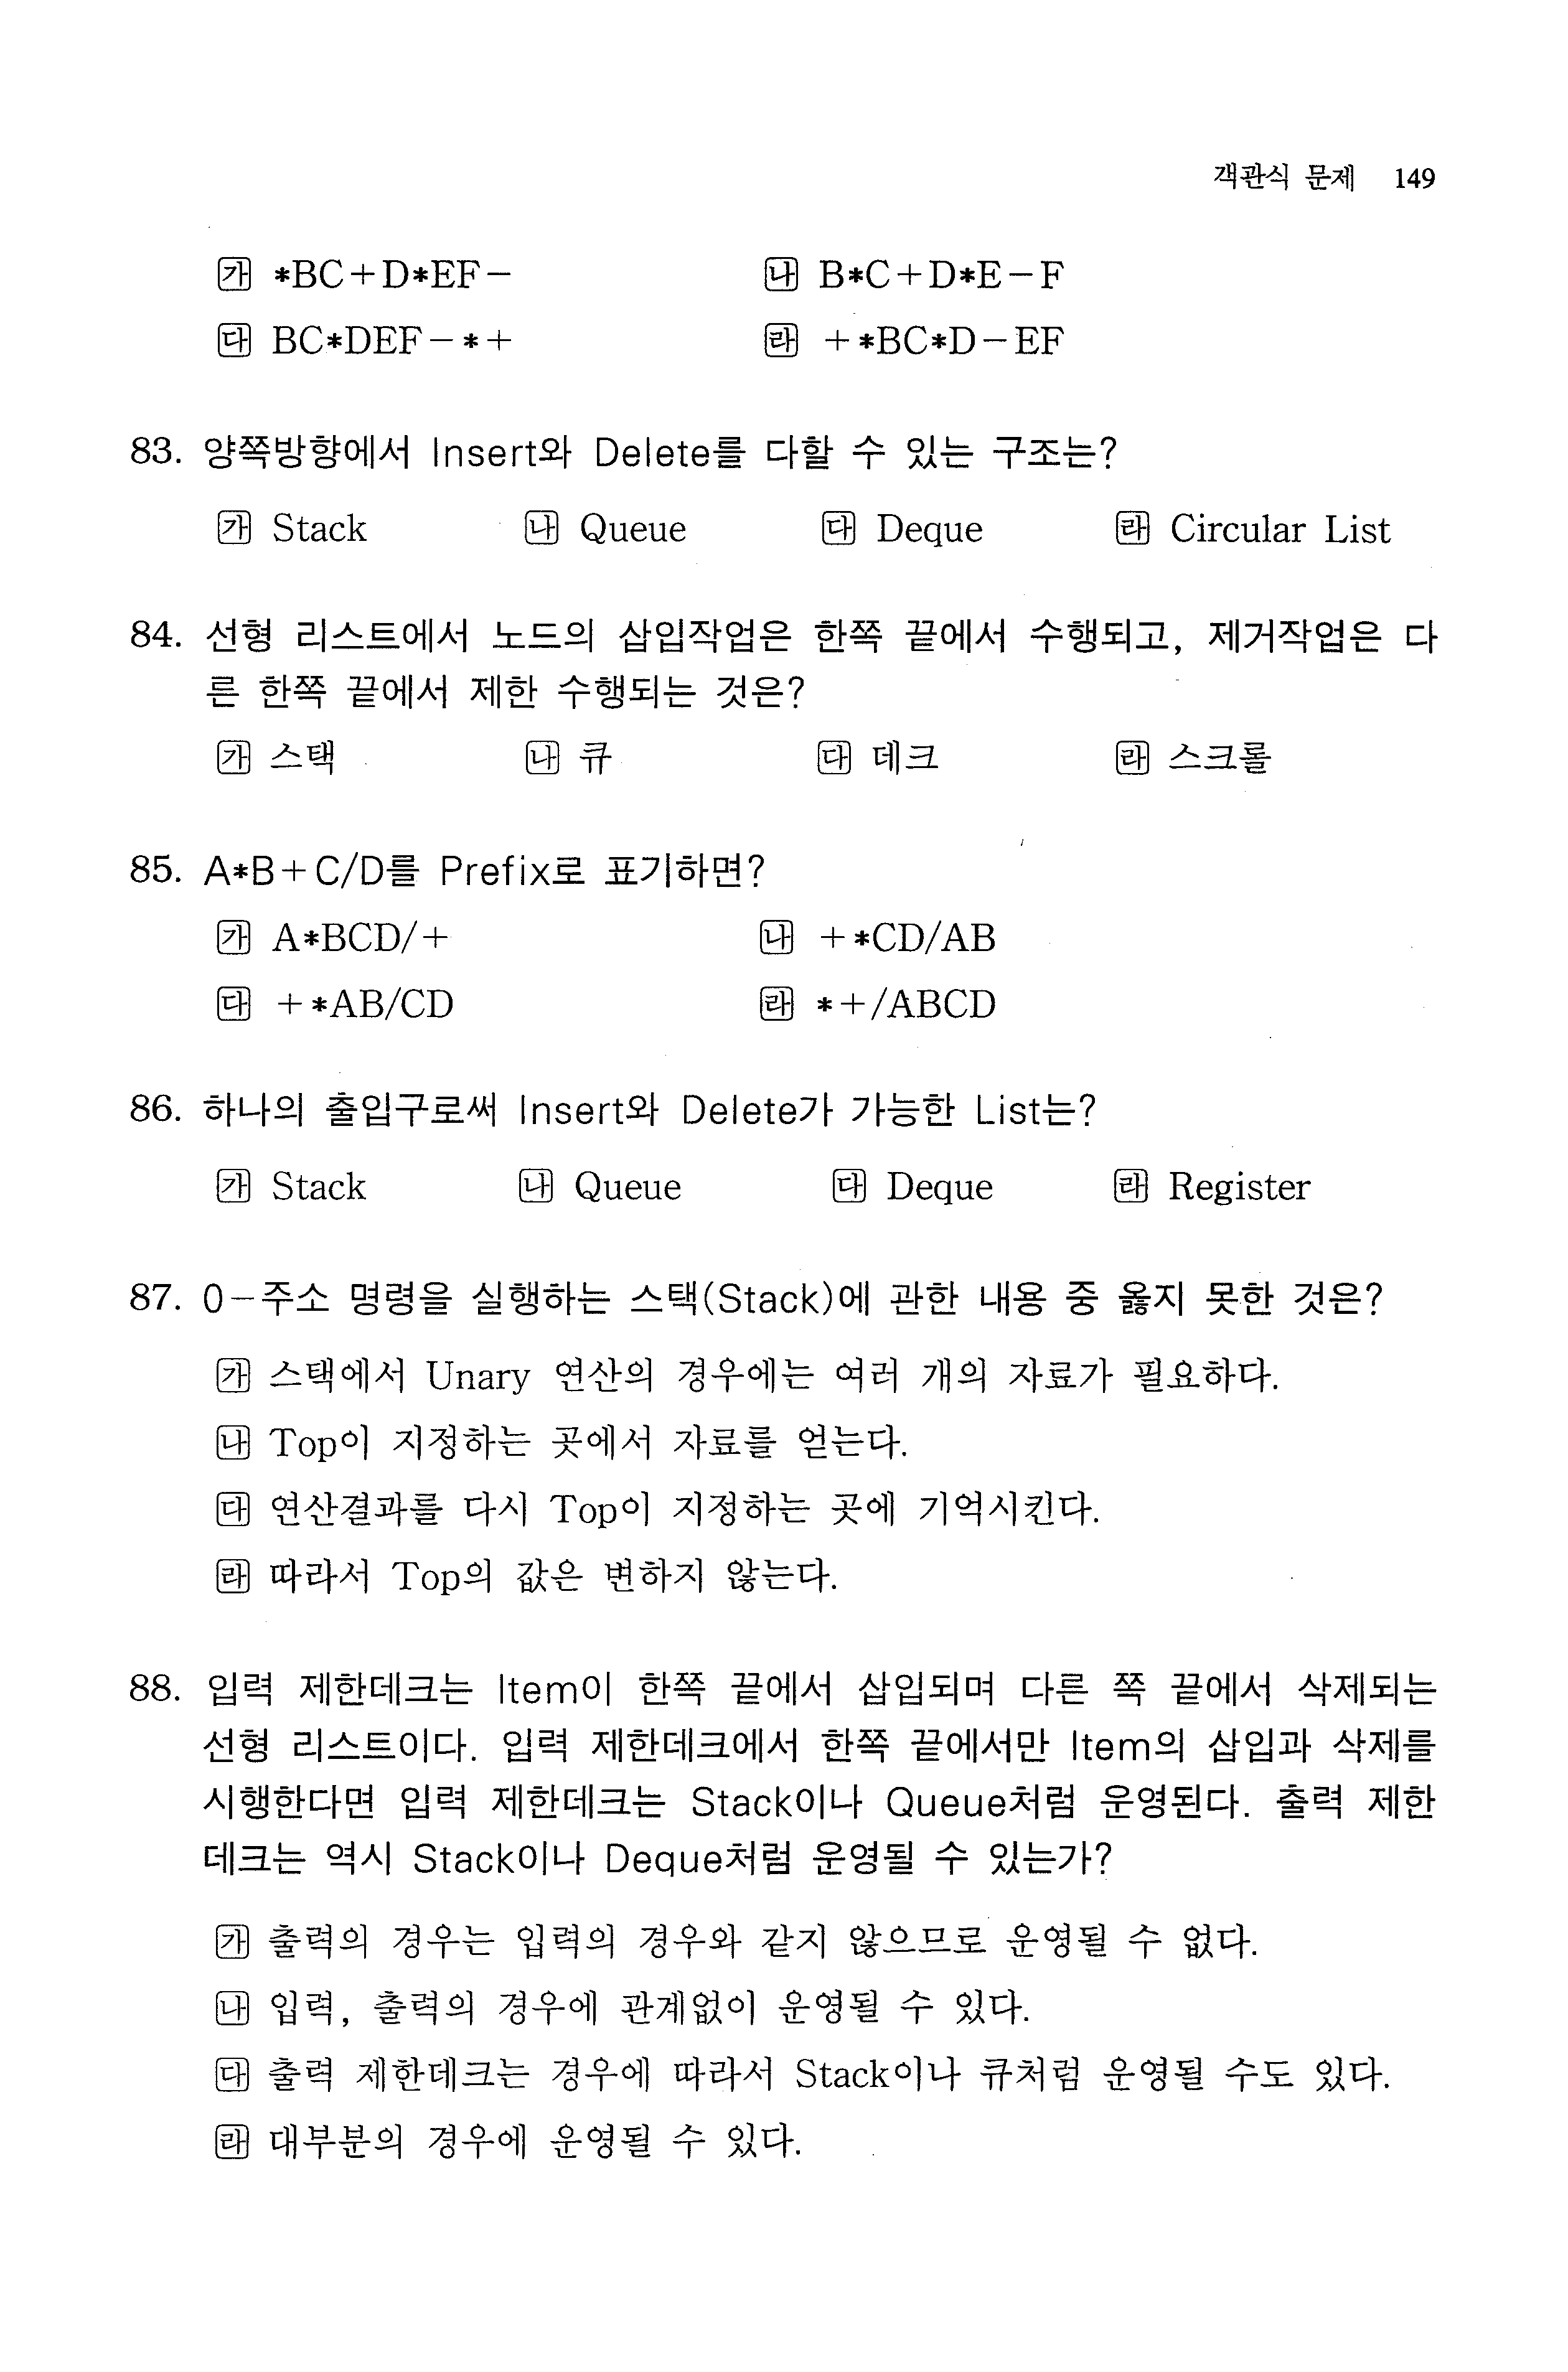 객관식 문제 149
㉮ *BC+D*EF- ㉯ B*C+D*E-F
㉰ BC*DEF-*+ ㉱ +*BC*D-EF
83. 양쪽방향에서 Insert와 Delete를 다할 수 있는 구조는?
㉮ Stack ㉯ Queue ㉰ Deque ㉱ Circular List
84. 선형 리스트에서 노드의 삽입작업은 한쪽 끝에서 수행되고, 제거작업은 다
른 한쪽 끝에서 제한 수행되는 것은?
㉮ 스택 ㉯ 큐 ㉰ 데크 ㉱ 스크롤
85. A*B+C/D를 Prefix로 표기하면?
㉮ A*BCD/+ ㉯ +*CD/AB
㉰ +*AB/CD ㉱ *+/ABCD
86. 하나의 출입구로써 Insert와 Delete가 가능한 List는?
㉮ Stack ㉯ Queue ㉰ Deque ㉱ Register
87. 0-주소 명령을 실행하는 스택(Stack)에 관한 내용 중 옳지 못한 것은?
㉮ 스택에서 Unary 연산의 경우에는 여러 개의 자료가 필요하다.
㉯ Top이 지정하는 곳에서 자료를 얻는다.
㉰ 연산결과를 다시 Top이 지정하는 곳에 기억시킨다.
㉱ 따라서 Top의 값은 변하지 않는다.
88. 입력 제한데크는 Item이 한쪽 끝에서 삽입되며 다른 쪽 끝에서 삭제되는
선형 리스트이다. 입력 제한데크에서 한쪽 끝에서만 Item의 삽입과 삭제를
시행한다면 입력 제한데크는 Stack이나 Queue처럼 운영된다. 출력 제한
데크는 역시 Stack이나 Deque처럼 운영될 수 있는가?
㉮ 출력의 경우는 입력의 경우와 같지 않으므로 운영될 수 없다.
㉯ 입력, 출력의 경우에 관계없이 운영될 수 있다.
㉰ 출력 제한데크는 경우에 따라서 Stack이나 큐처럼 운영될 수도 있다.
㉱ 대부분의 경우에 운영될 수 있다.